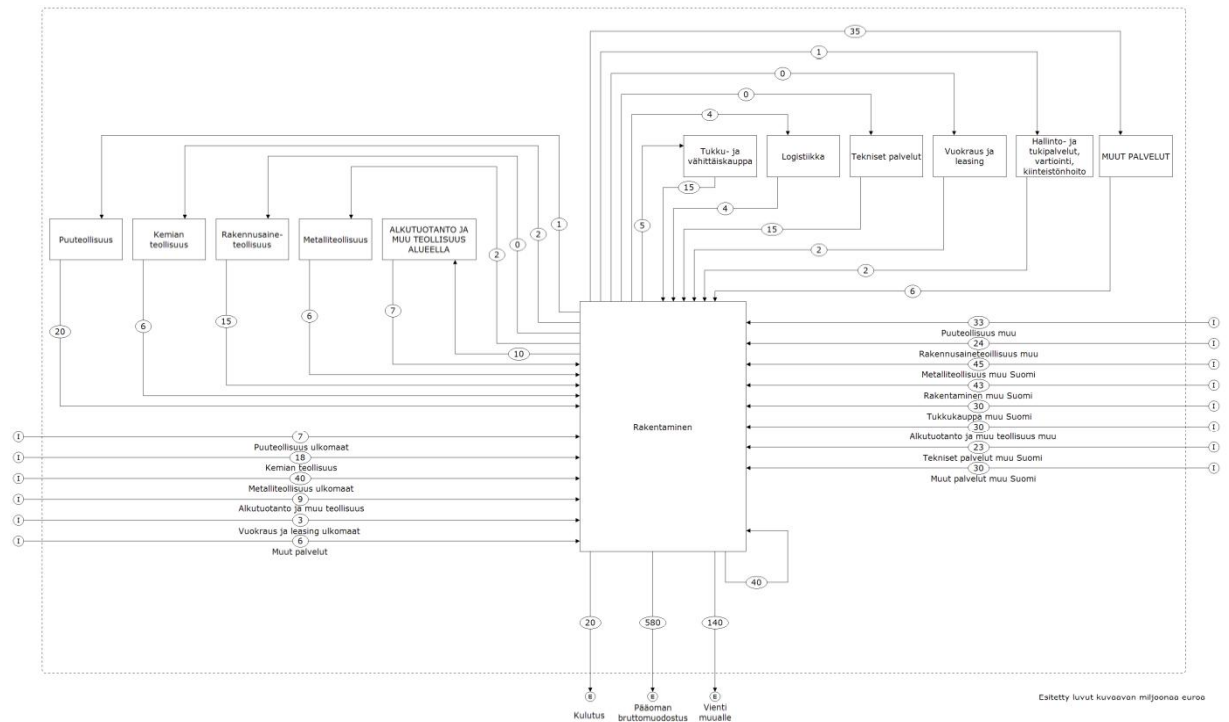 35
1
0
0
4
Tukku- ja
vähittäiskauppa
Logistiikka
Tekniset palvelut
Vuokraus ja
leasing
Hallinto- ja
tukipalvelut,
vartiointi,
kiinteistönhoito
MUUT PALVELUT
15
4
15
2
2
6
5
1
2
0
2
Puuteollisuus
Kemian
teollisuus
Rakennusaine-
teollisuus
Metalliteollisuus
ALKUTUOTANTO JA
MUU TEOLLISUUS
ALUEELLA
20
6
15
6
7
10
Rakentaminen
33
I
Puuteollisuus muu
24
I
Rakennusaineteoillisuus muu
45
I
Metalliteollisuus muu Suomi
43
I
Rakentaminen muu Suomi
30
I
Tukkukauppa muu Suomi
30
I
Alkutuotanto ja muu teollisuus muu
23
I
Tekniset palvelut muu Suomi
30
I
Muut palvelut muu Suomi
I
7
Puuteollisuus ulkomaat
I
18
Kemian teollisuus
I
40
Metalliteollisuus ulkomaat
I
9
Alkutuotanto ja muu teollisuus
I
3
Vuokraus ja leasing ulkomaat
I
6
Muut palvelut
40
20
580
140
Kulutus
Pääoman
bruttomuodostus
Vienti
muualle
Esitetty luvut kuvaavan miljoonaa euroa